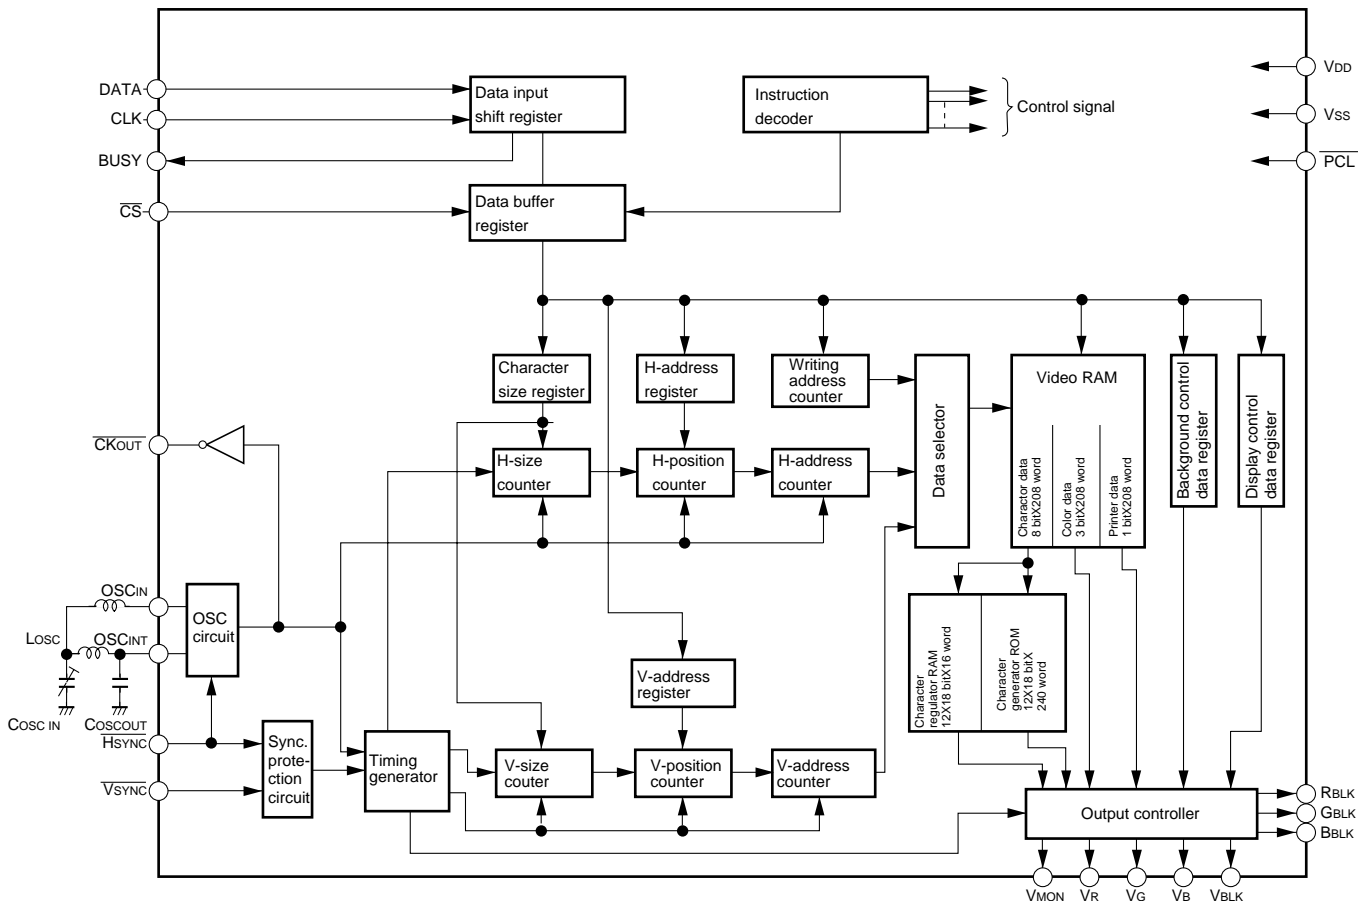 DATA
CLK
BUSY
CS
Data input
shift register
Instruction
decoder
Control signal
VDD
VSS
PCL
Data buffer
register
Character
size register
H-address
register
Writing
address
counter
Data selector
Video RAM
Charactor data
8 bitX208 word
Color data
3 bitX208 word
Printer data
1 bitX208 word
Background control
data register
Display control
data register
CKOUT
H-size
counter
H-position
counter
H-address
counter
OSCIN
LOSC
OSCINT
OSC
circuit
COSC IN
COSCOUT
HSYNC
VSYNC
Sync.
prote-
ction
circuit
Timing
generator
V-address
register
Character
regulator RAM
12X18 bitX16 word
Character
generator ROM
12X18 bitX
240 word
V-size
couter
V-position
counter
V-address
counter
Output controller
RBLK
GBLK
BBLK
VMON
VR
VG
VB
VBLK